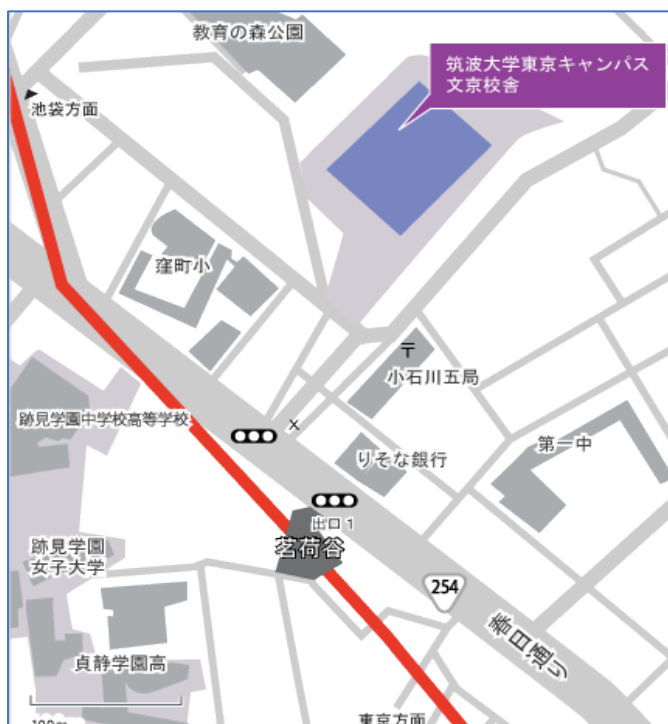 教育の森公園
筑波大学東京キャンパス
文京校舎
池袋方面
窪町小
〒
小石川五局
跡見学園中学校高等学校
X
りそな銀行
第一中
出口1
茗荷谷
跡見学園
女子大学
254
春日通り
貞静学園高
東京方面